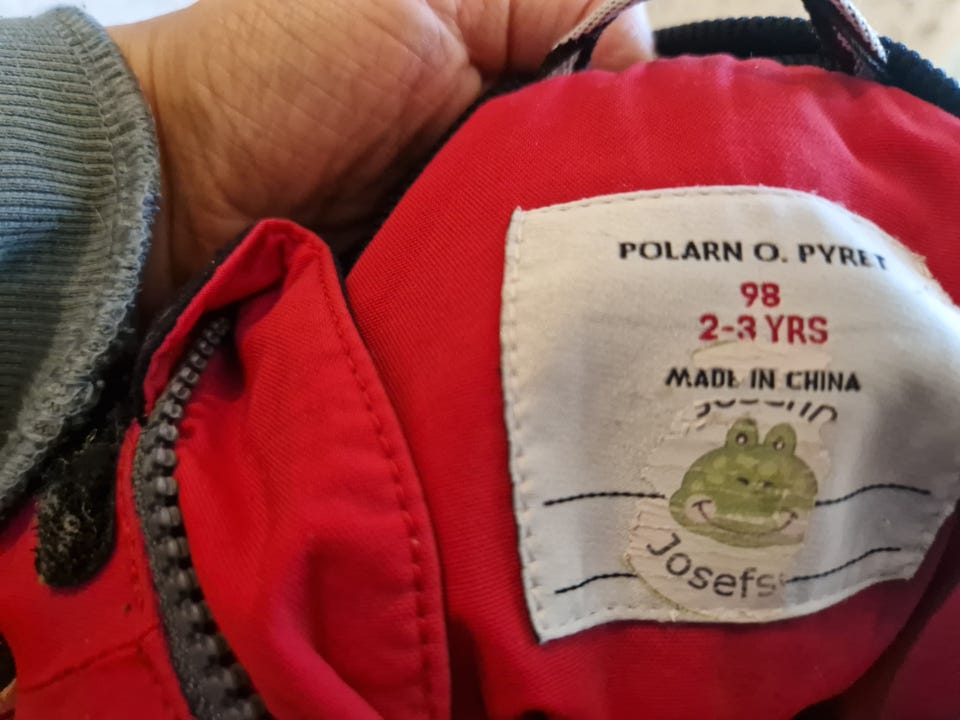 POLARN O. PYRET
98
2-3 YRS
MADE IN CHINA
Josefs